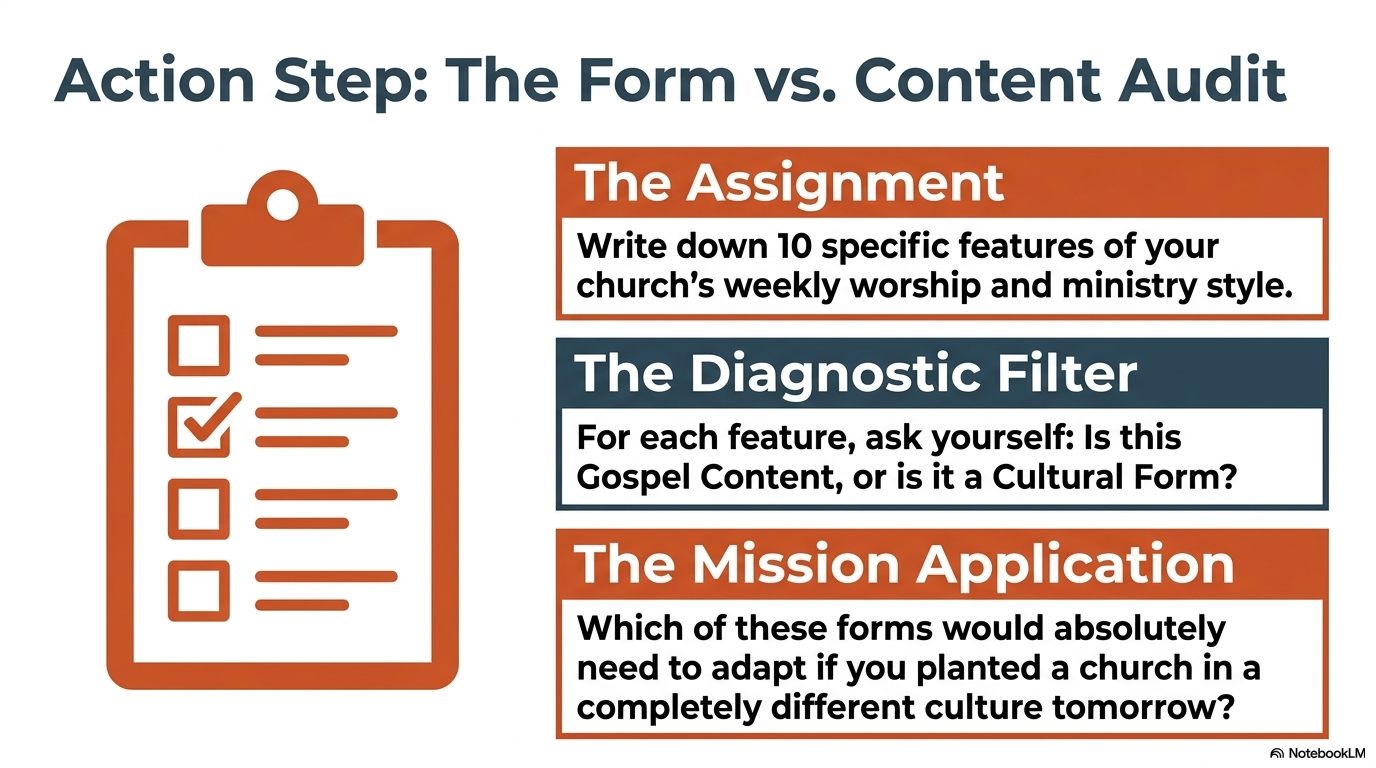 Action Step: The Form vs. Content Audit
The Assignment
Write down 10 specific features of your
church’s weekly worship and ministry style.
The Diagnostic Filter
For each feature, ask yourself: Is this
Gospel Content, or is it a Cultural Form?
The Mission Application
Which of these forms would absolutely
need to adapt if you planted a church in a
completely different culture tomorrow?
NotebookLM